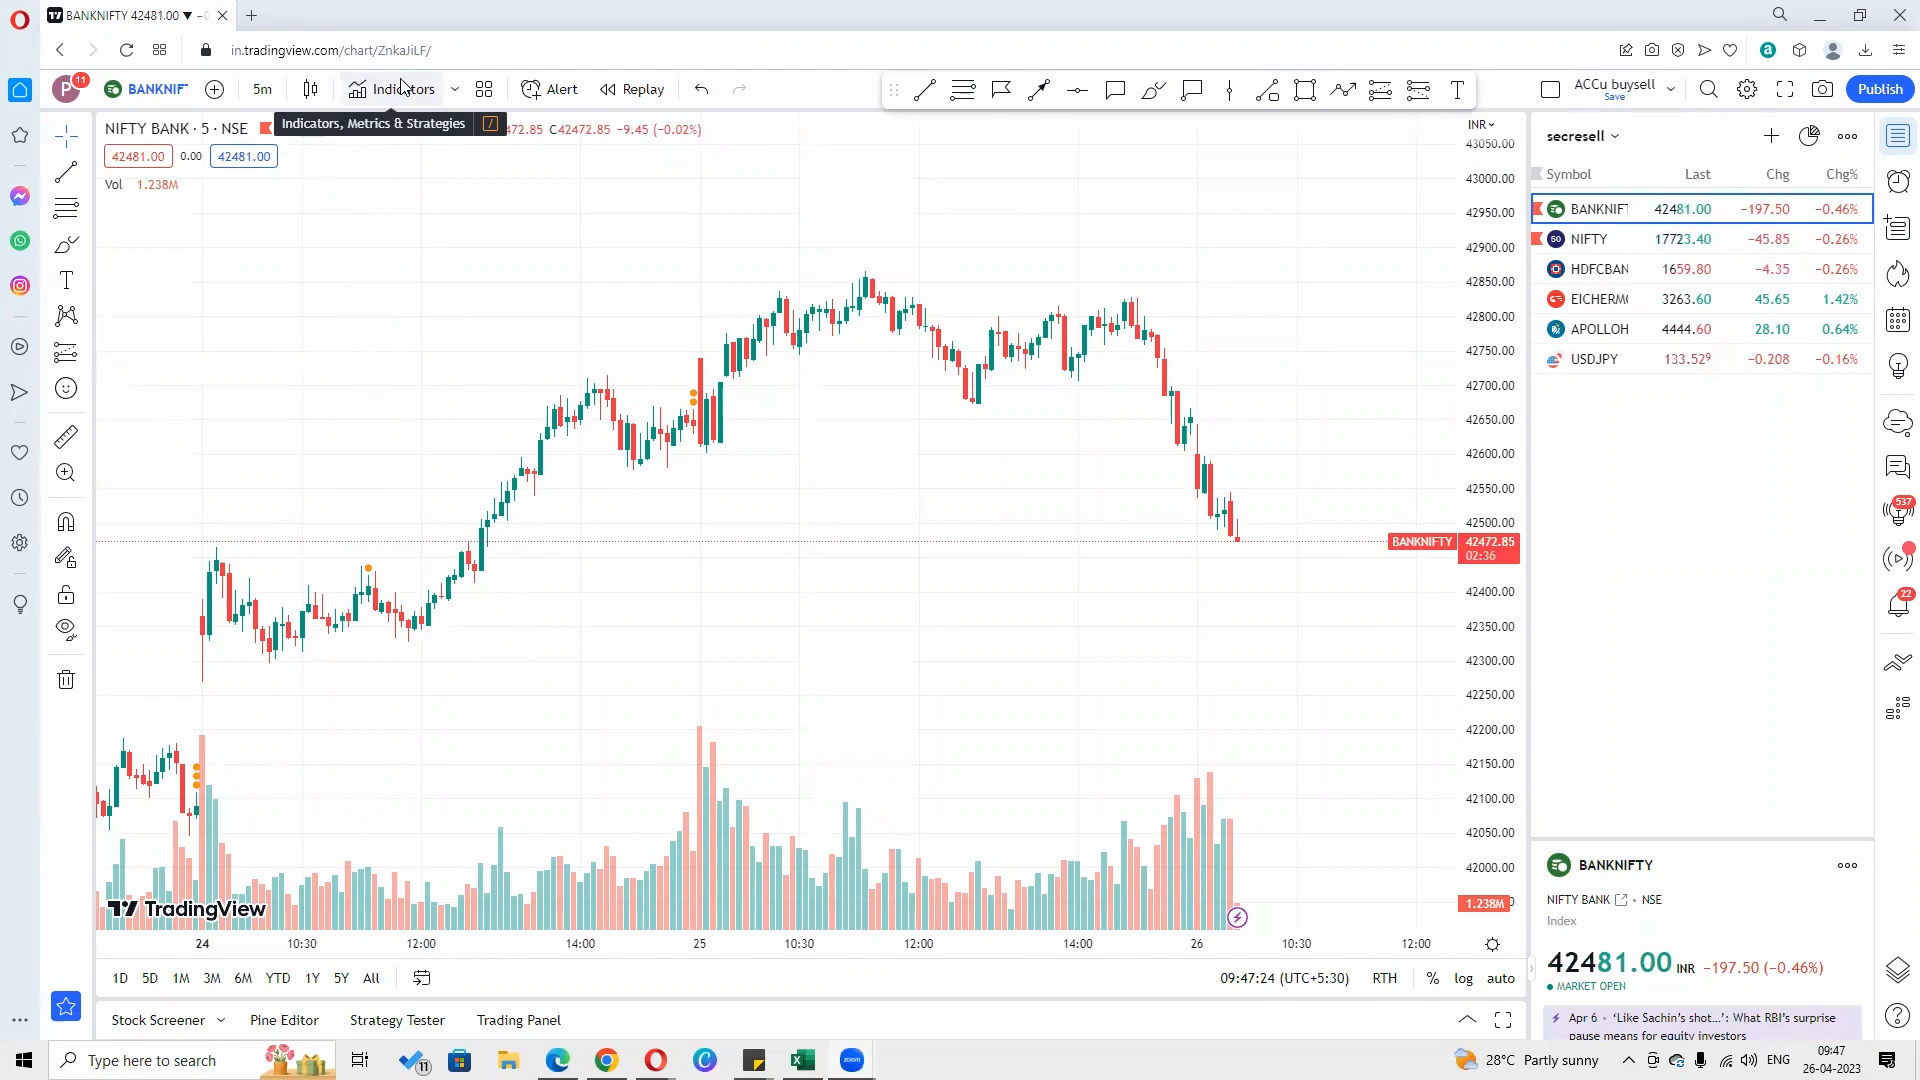 BANKNIFTY 42481.00 ▼ −
in.tradingview.com/chart/ZnkaJiLF/
P
11
BANKNIF
5m
Indicators
Alert
Replay
ACCu buysell
Save
Publish
Indicators, Metrics & Strategies
/
NIFTY BANK · 5 · NSE
472.85 C42472.85 −9.45 (−0.02%)
42481.00
0.00
42481.00
Vol 1.238M
INR
43050.00
43000.00
42950.00
42900.00
42850.00
42800.00
42750.00
42700.00
42650.00
42600.00
42550.00
42500.00
BANKNIFTY
42472.85
02:36
42400.00
42350.00
42300.00
42250.00
42200.00
42150.00
42100.00
42050.00
42000.00
1.238M
TradingView
24
10:30
12:00
14:00
25
10:30
12:00
14:00
26
10:30
12:00
1D 5D 1M 3M 6M YTD 1Y 5Y All
09:47:24 (UTC+5:30)
RTH
%
log
auto
Stock Screener
Pine Editor
Strategy Tester
Trading Panel
secresell
Symbol Last Chg Chg%
BANKNIF 42481.00 −197.50 −0.46%
50 NIFTY 17723.40 −45.85 −0.26%
HDFCBAN 1659.80 −4.35 −0.26%
EICHERM 3263.60 45.65 1.42%
APOLLOH 4444.60 28.10 0.64%
USDJPY 133.529 −0.208 −0.16%
537
22
BANKNIFTY
NIFTY BANK • NSE
Index
42481.00 INR −197.50 (−0.46%)
MARKET OPEN
Apr 6 · ‘Like Sachin's shot...’: What RBI's surprise
pause means for equity investors
Type here to search
11
zoom
28°C Partly sunny
ENG
09:47
26-04-2023